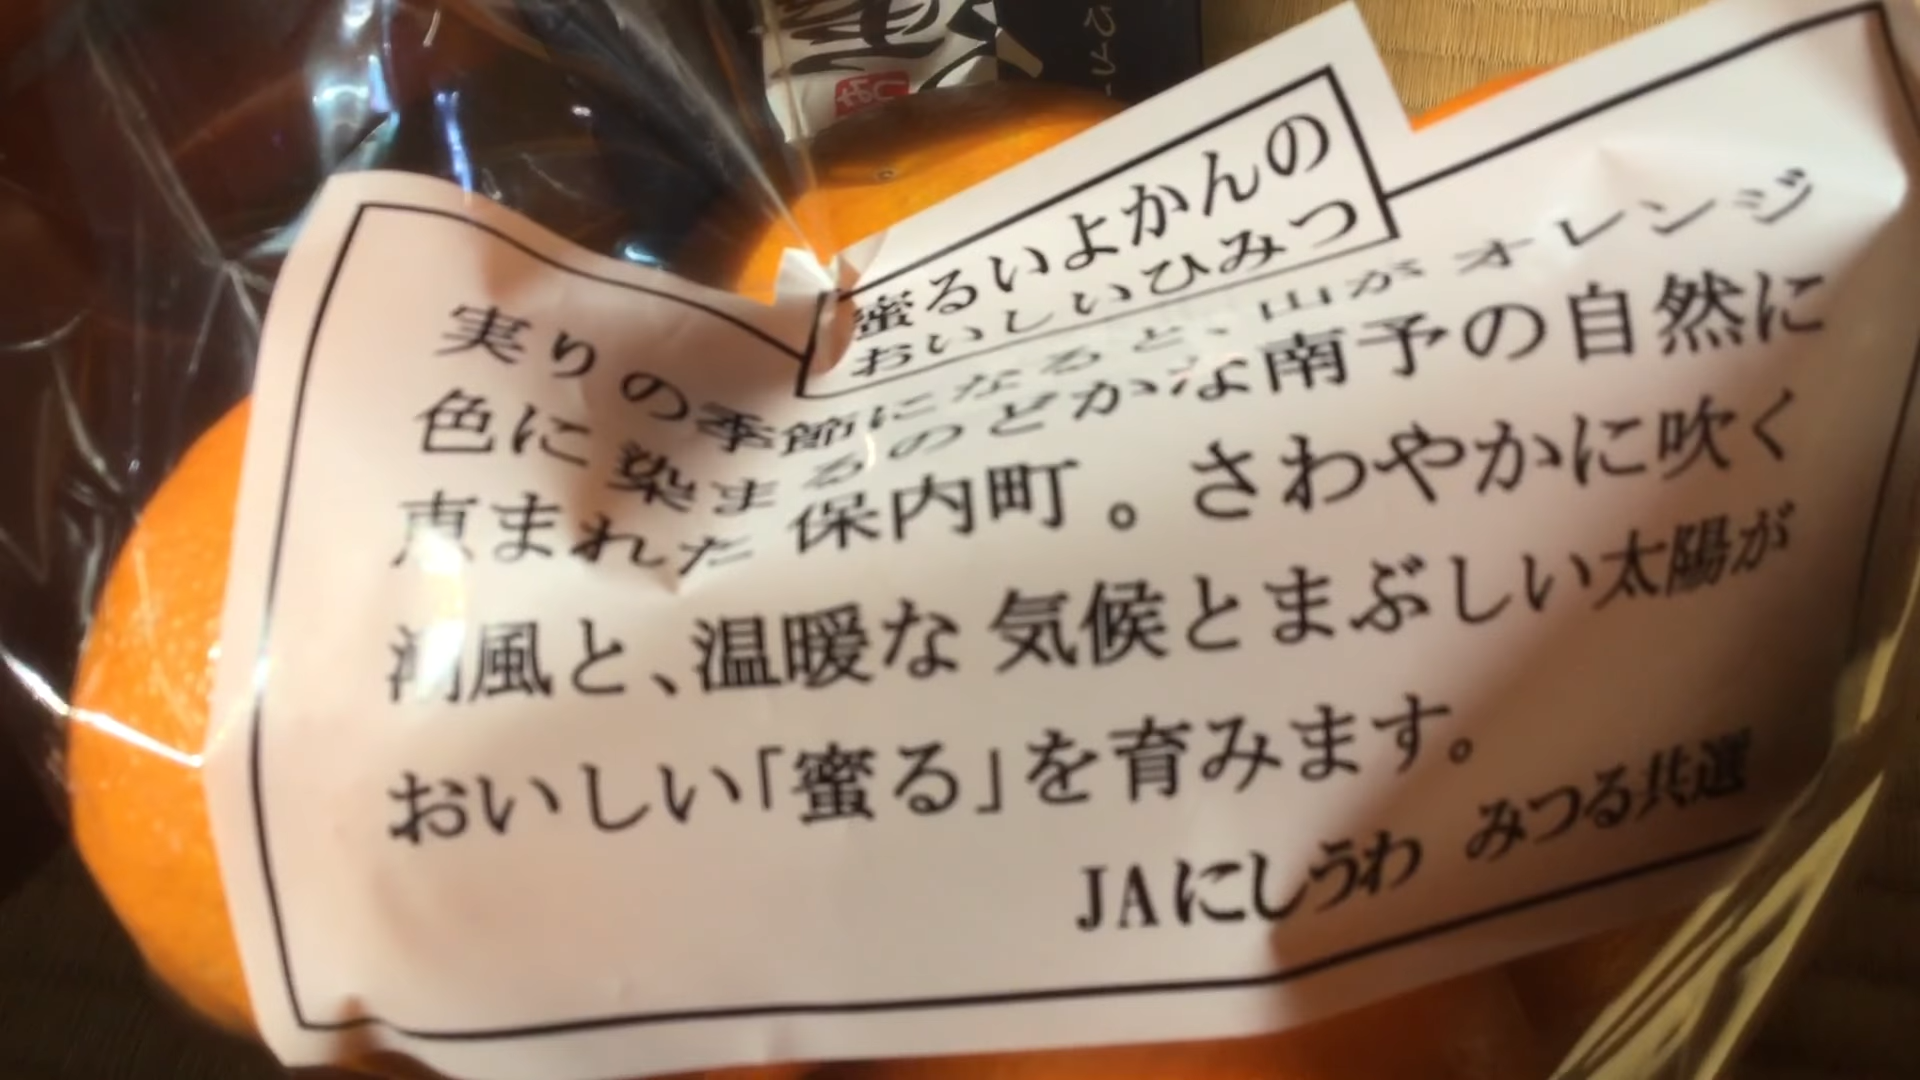 つみ
蜜るいよかんの
おいしいひみつ
実りの季節になると、山がオレンジ
色に染まるのどかな南予の自然に
恵まれた保内町。さわやかに吹く
潮風と、温暖な気候とまぶしい太陽が
おいしい「蜜る」を育みます。
JAにしうわ みつる共選